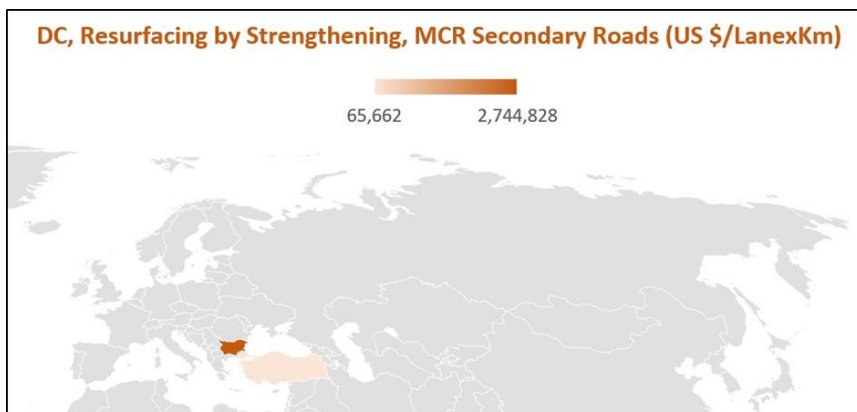 DC, Resurfacing by Strengthening, MCR Secondary Roads (US $/LanexKm)
65,662 2,744,828